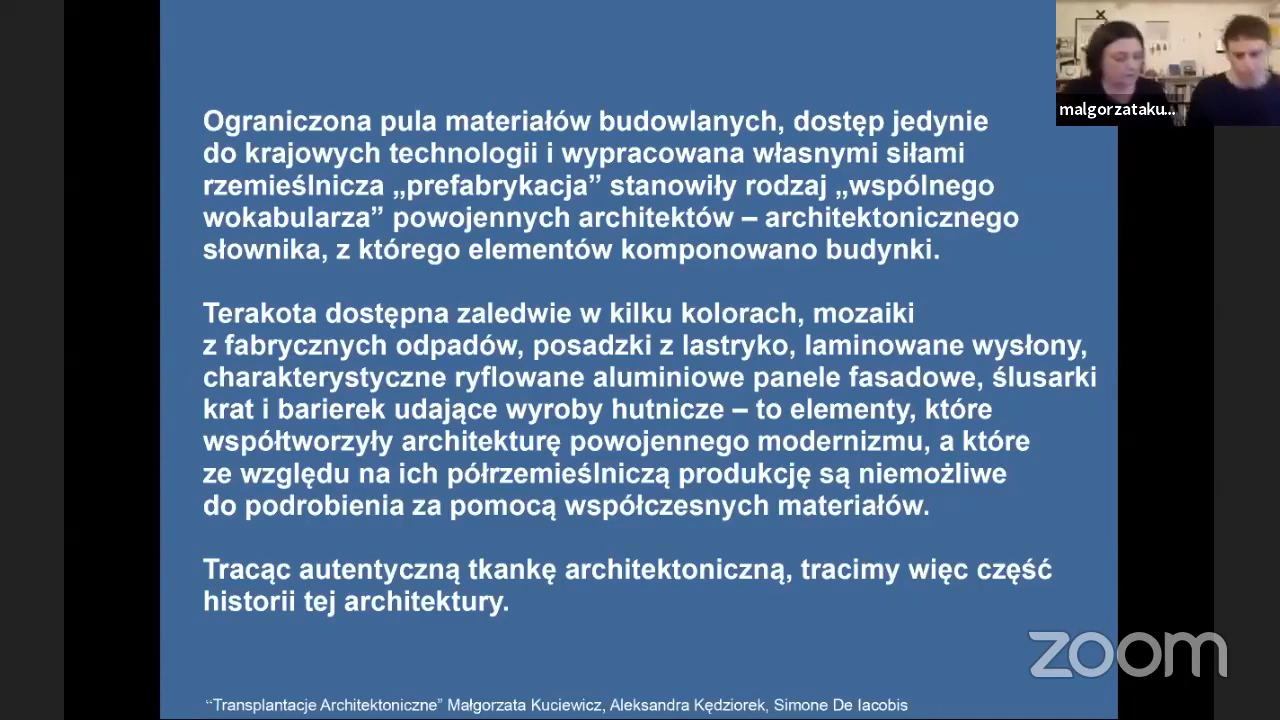 malgorzataku...
Ograniczona pula materiałów budowlanych, dostęp jedynie
do krajowych technologii i wypracowana własnymi siłami
rzemieślnicza „prefabrykacja” stanowiły rodzaj „wspólnego
wokabularza” powojennych architektów – architektonicznego
słownika, z którego elementów komponowano budynki.
Terakota dostępna zaledwie w kilku kolorach, mozaiki
z fabrycznych odpadów, posadzki z lastryko, laminowane wysłony,
charakterystyczne ryflowane aluminiowe panele fasadowe, ślusarki
krat i barierek udające wyroby hutnicze – to elementy, które
współtworzyły architekturę powojennego modernizmu, a które
ze względu na ich półrzemieślniczą produkcję są niemożliwe
do podrobienia za pomocą współczesnych materiałów.
Tracąc autentyczną tkankę architektoniczną, tracimy więc część
historii tej architektury.
zoom
“Transplantacje Architektoniczne” Małgorzata Kuciewicz, Aleksandra Kędziorek, Simone De Iacobis